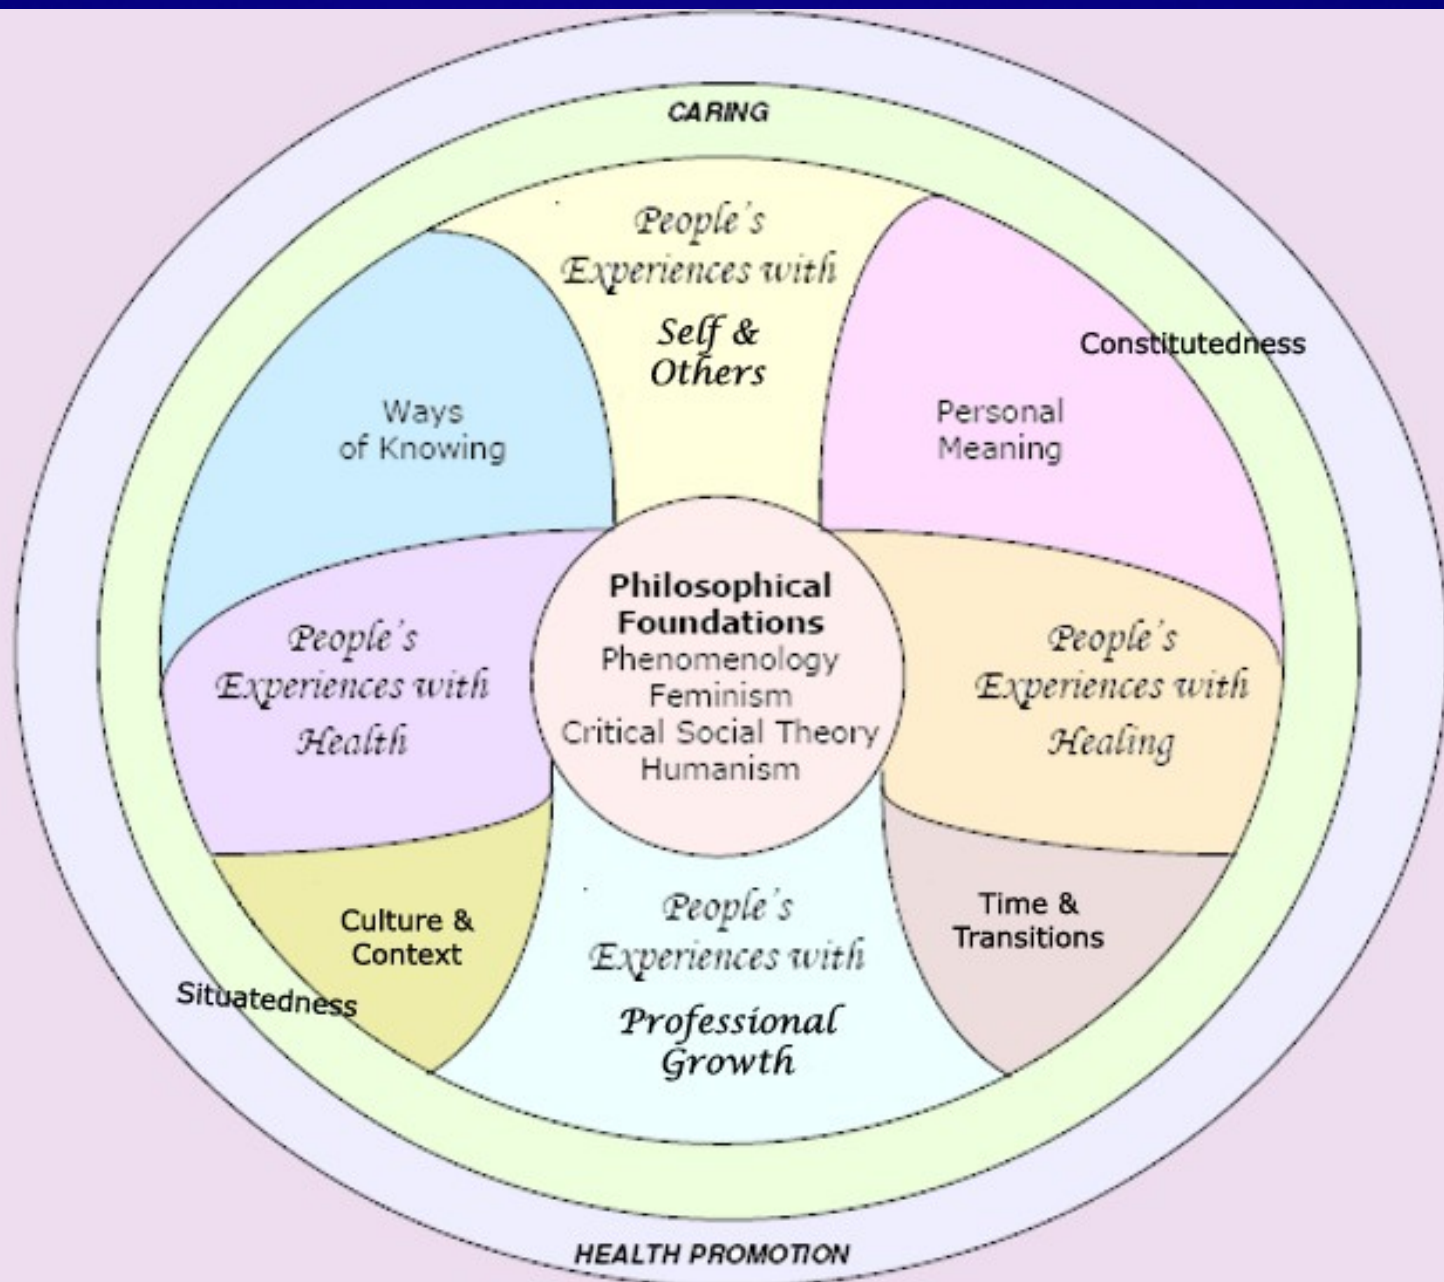 CARING
People's
Experiences with
Self &
Others
Constitutedness
Ways
of Knowing
Personal
Meaning
Philosophical
Foundations
Phenomenology
Feminism
Critical Social Theory
Humanism
People's
Experiences with
Health
People's
Experiences with
Healing
Culture &
Context
Situatedness
People's
Experiences with
Professional
Growth
Time &
Transitions
HEALTH PROMOTION